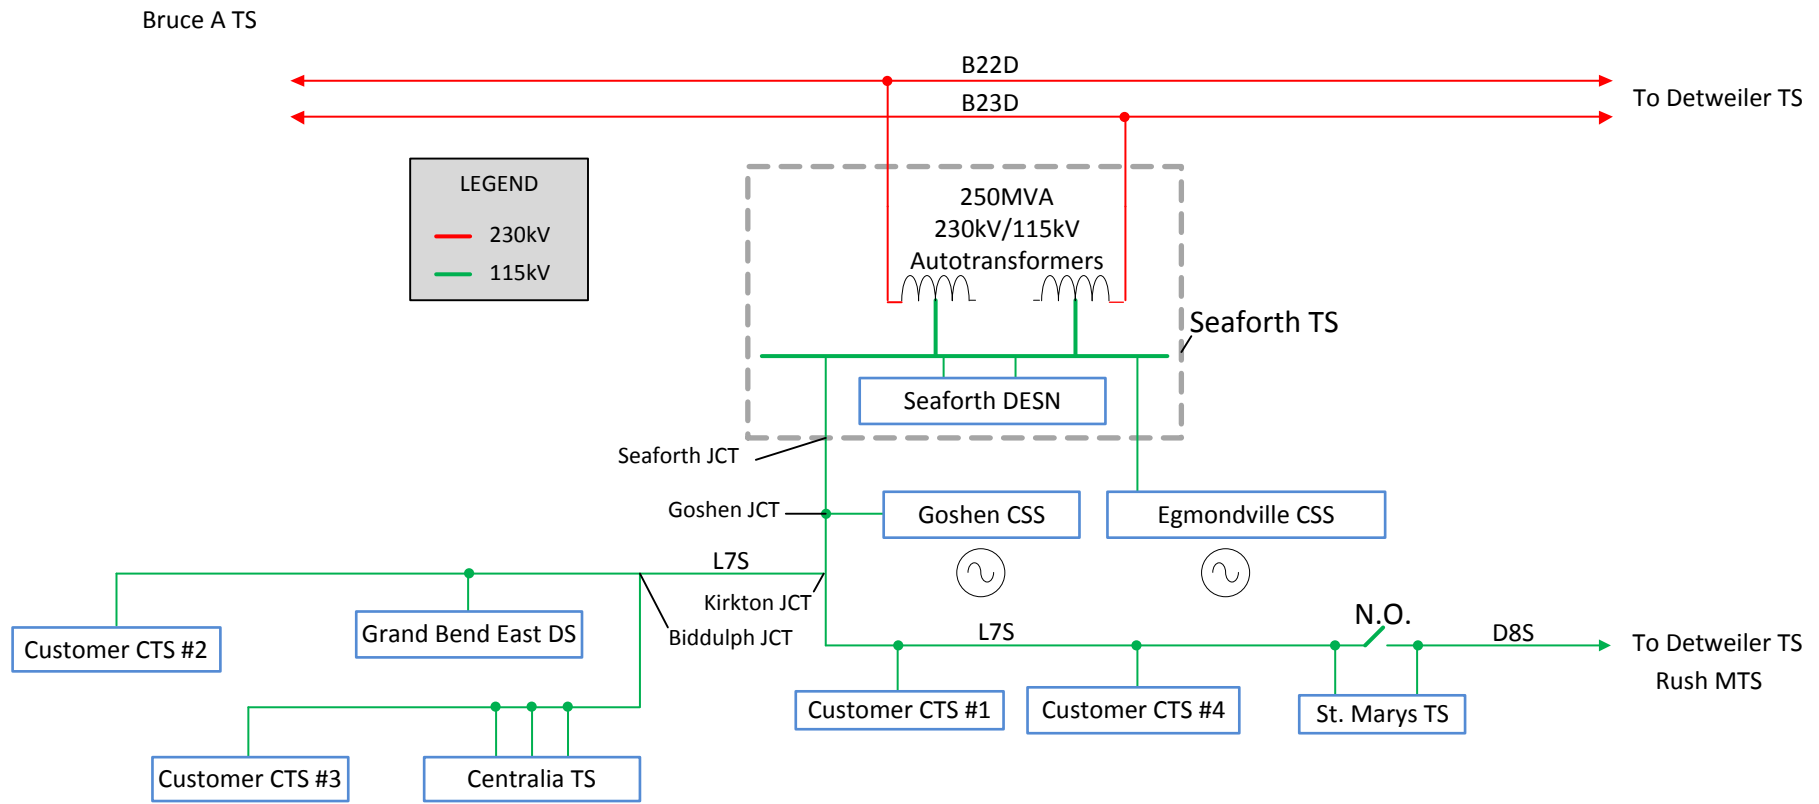 Bruce A TS
B22D
B23D
To Detweiler TS
LEGEND
230kV
115kV
250MVA
230kV/115kV
Autotransformers
Seaforth TS
Seaforth DESN
Seaforth JCT
Goshen JCT
Goshen CSS
Egmondville CSS
L7S
Kirkton JCT
Biddulph JCT
Customer CTS #2
Grand Bend East DS
L7S
N.O.
D8S
To Detweiler TS
Rush MTS
Customer CTS #1
Customer CTS #4
St. Marys TS
Customer CTS #3
Centralia TS